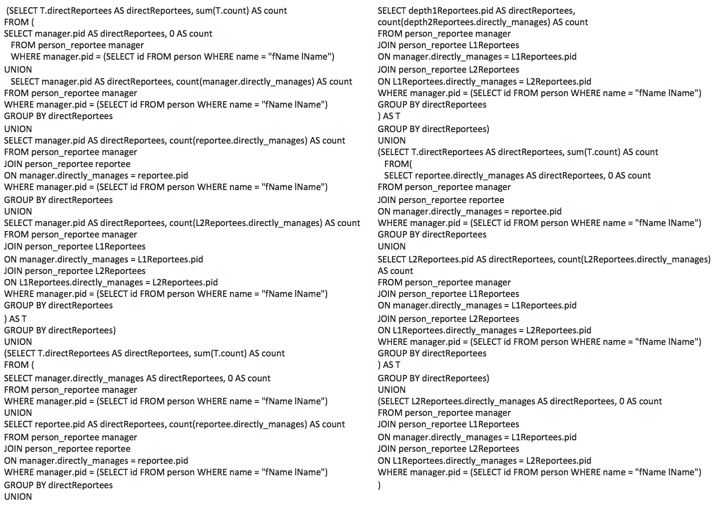 (SELECT T.directReportees AS directReportees, sum(T.count) AS count
FROM (
SELECT manager.pid AS directReportees, 0 AS count
FROM person_reportee manager
WHERE manager.pid = (SELECT id FROM person WHERE name = "fName lName")
UNION
SELECT manager.pid AS directReportees, count(manager.directly_manages) AS count
FROM person_reportee manager
WHERE manager.pid = (SELECT id FROM person WHERE name = "fName lName")
GROUP BY directReportees
UNION
SELECT manager.pid AS directReportees, count(reportee.directly_manages) AS count
FROM person_reportee manager
JOIN person_reportee reportee
ON manager.directly_manages = reportee.pid
WHERE manager.pid = (SELECT id FROM person WHERE name = "fName lName")
GROUP BY directReportees
UNION
SELECT manager.pid AS directReportees, count(L2Reportees.directly_manages) AS count
FROM person_reportee manager
JOIN person_reportee L1Reportees
ON manager.directly_manages = L1Reportees.pid
JOIN person_reportee L2Reportees
ON L1Reportees.directly_manages = L2Reportees.pid
WHERE manager.pid = (SELECT id FROM person WHERE name = "fName lName")
GROUP BY directReportees
) AS T
GROUP BY directReportees)
UNION
(SELECT T.directReportees AS directReportees, sum(T.count) AS count
FROM (
SELECT manager.directly_manages AS directReportees, 0 AS count
FROM person_reportee manager
WHERE manager.pid = (SELECT id FROM person WHERE name = "fName lName")
UNION
SELECT reportee.pid AS directReportees, count(reportee.directly_manages) AS count
FROM person_reportee manager
JOIN person_reportee reportee
ON manager.directly_manages = reportee.pid
WHERE manager.pid = (SELECT id FROM person WHERE name = "fName lName")
GROUP BY directReportees
UNION
SELECT depth1Reportees.pid AS directReportees,
count(depth2Reportees.directly_manages) AS count
FROM person_reportee manager
JOIN person_reportee L1Reportees
ON manager.directly_manages = L1Reportees.pid
JOIN person_reportee L2Reportees
ON L1Reportees.directly_manages = L2Reportees.pid
WHERE manager.pid = (SELECT id FROM person WHERE name = "fName lName")
GROUP BY directReportees
) AS T
GROUP BY directReportees)
UNION
(SELECT T.directReportees AS directReportees, sum(T.count) AS count
FROM(
SELECT reportee.directly_manages AS directReportees, 0 AS count
FROM person_reportee manager
JOIN person_reportee reportee
ON manager.directly_manages = reportee.pid
WHERE manager.pid = (SELECT id FROM person WHERE name = "fName lName")
GROUP BY directReportees
UNION
SELECT L2Reportees.pid AS directReportees, count(L2Reportees.directly_manages)
AS count
FROM person_reportee manager
JOIN person_reportee L1Reportees
ON manager.directly_manages = L1Reportees.pid
JOIN person_reportee L2Reportees
ON L1Reportees.directly_manages = L2Reportees.pid
WHERE manager.pid = (SELECT id FROM person WHERE name = "fName lName")
GROUP BY directReportees
) AS T
GROUP BY directReportees)
UNION
(SELECT L2Reportees.directly_manages AS directReportees, 0 AS count
FROM person_reportee manager
JOIN person_reportee L1Reportees
ON manager.directly_manages = L1Reportees.pid
JOIN person_reportee L2Reportees
ON L1Reportees.directly_manages = L2Reportees.pid
WHERE manager.pid = (SELECT id FROM person WHERE name = "fName lName")
)